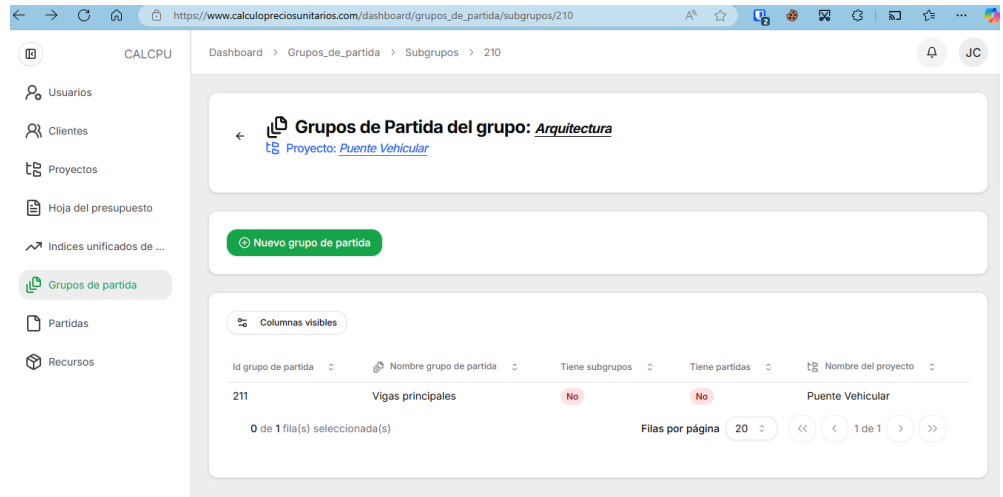 https://www.calculopreciosunitarios.com/dashboard/grupos_de_partida/subgrupos/210
2
CALCPU
Dashboard > Grupos_de_partida > Subgrupos > 210
JC
Usuarios
Clientes
Proyectos
Hoja del presupuesto
Indices unificados de ...
Grupos de partida
Partidas
Recursos
Grupos de Partida del grupo: Arquitectura
Proyecto: Puente Vehicular
Nuevo grupo de partida
Columnas visibles
Id grupo de partida Nombre grupo de partida Tiene subgrupos Tiene partidas Nombre del proyecto
211 Vigas principales No No Puente Vehicular
0 de 1 fila(s) seleccionada(s) Filas por página 20 << < 1 de 1 > >>